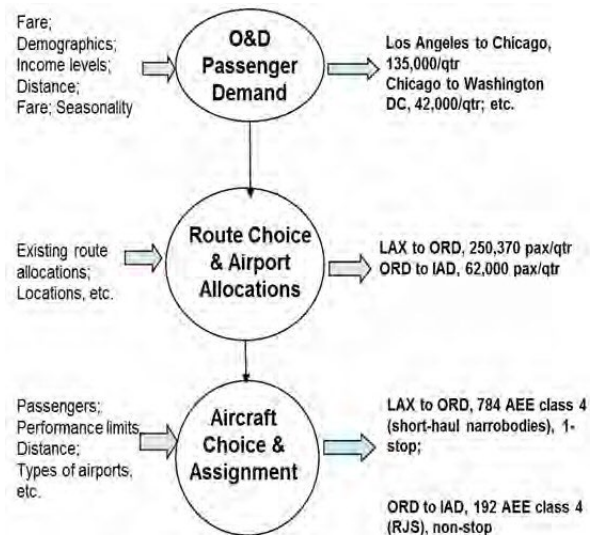 Fare;
Demographics;
Income levels;
Distance;
Fare; Seasonality
O&D
Passenger
Demand
Los Angeles to Chicago,
135,000/qtr
Chicago to Washington
DC, 42,000/qtr; etc.
Existing route
allocations;
Locations, etc.
Route Choice
& Airport
Allocations
LAX to ORD, 250,370 pax/qtr
ORD to IAD, 62,000 pax/qtr
Passengers;
Performance limits
Distance;
Types of airports,
etc.
Aircraft
Choice &
Assignment
LAX to ORD, 784 AEE class 4
(short-haul narrobodies), 1-
stop;
ORD to IAD, 192 AEE class 4
(RJS), non-stop